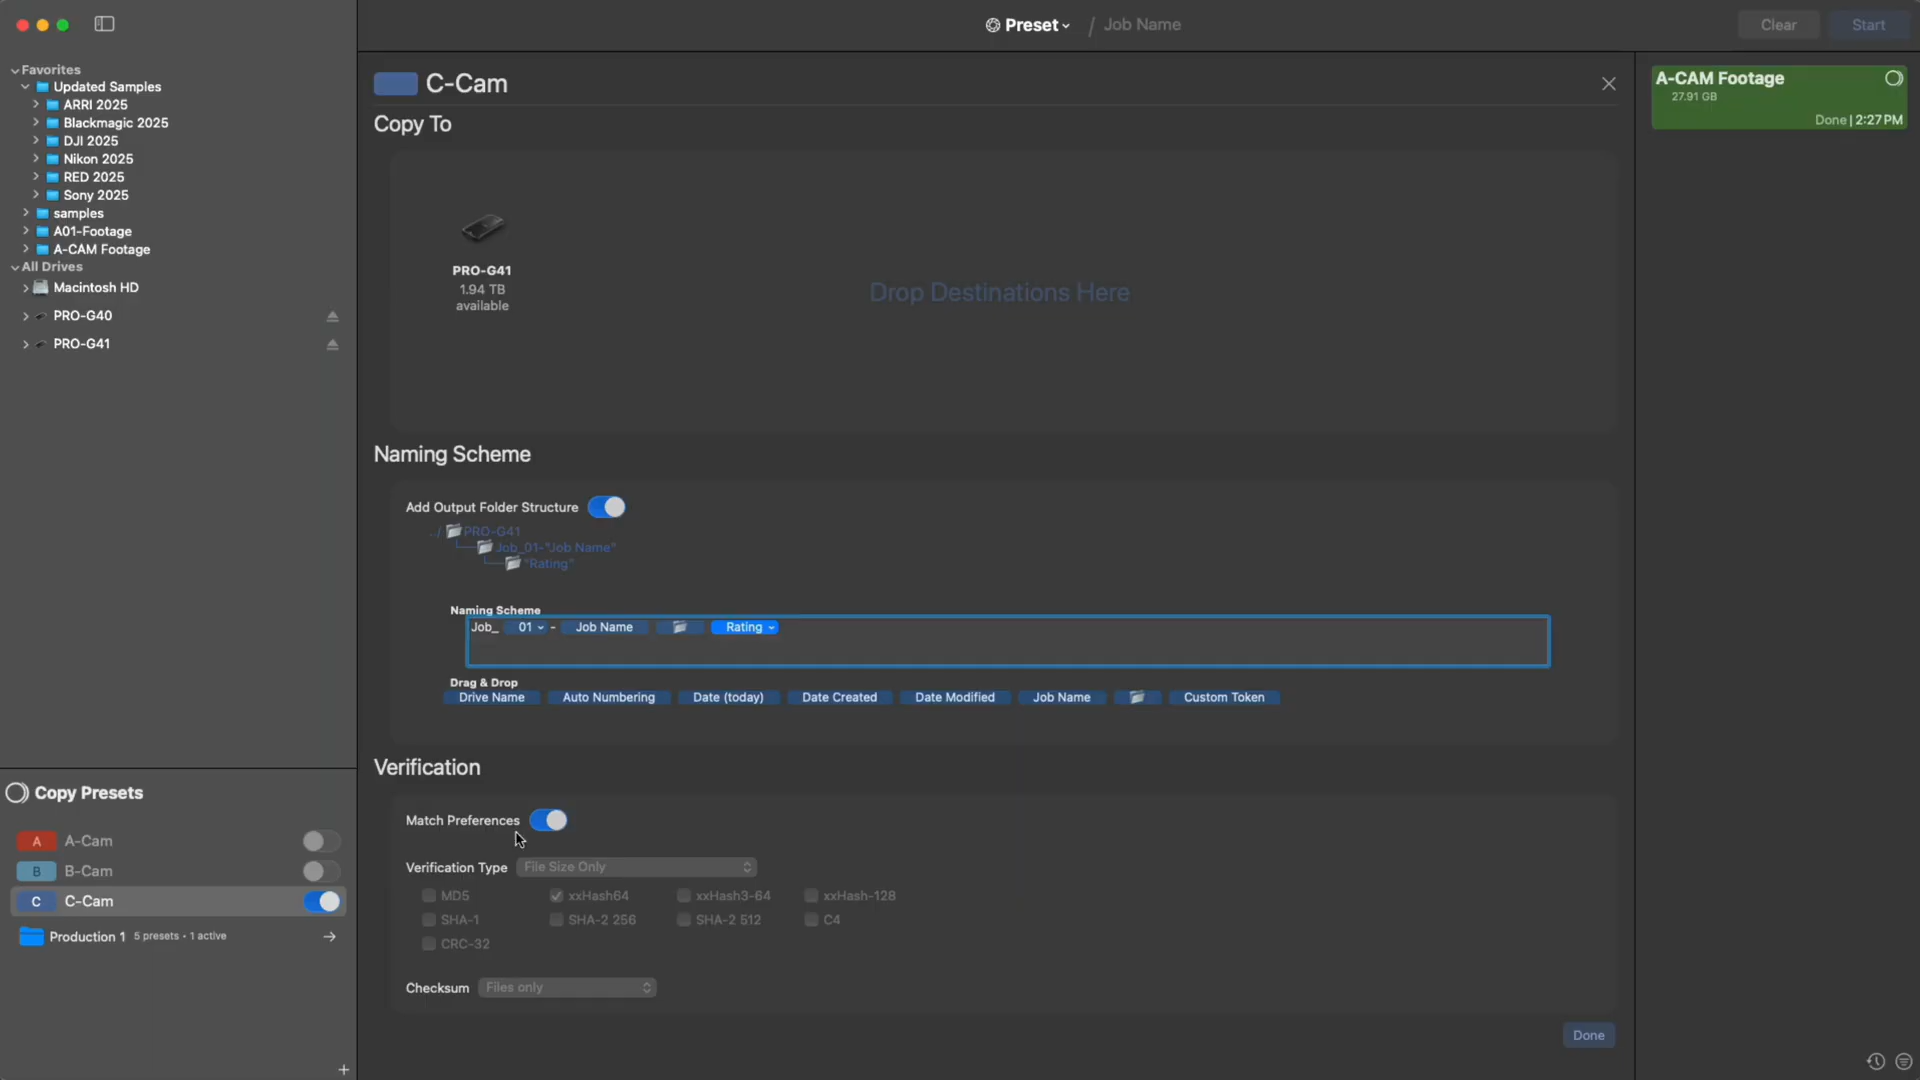 Preset
/ Job Name
Clear
Start
Favorites
Updated Samples
ARRI 2025
Blackmagic 2025
DJI 2025
Nikon 2025
RED 2025
Sony 2025
samples
A01-Footage
A-CAM Footage
All Drives
Macintosh HD
PRO-G40
PRO-G41
Copy Presets
A A-Cam
B B-Cam
C C-Cam
Production 1 5 presets • 1 active
C-Cam
Copy To
PRO-G41
1.94 TB
available
Drop Destinations Here
Naming Scheme
Add Output Folder Structure
../ PRO-G41
Job_01-"Job Name"
"Rating"
Naming Scheme
Job_ 01 - Job Name Rating
Drag & Drop
Drive Name Auto Numbering Date (today) Date Created Date Modified Job Name Custom Token
Verification
Match Preferences
Verification Type File Size Only
MD5 xxHash64 xxHash3-64 xxHash-128
SHA-1 SHA-2 256 SHA-2 512 C4
CRC-32
Checksum Files only
Done
A-CAM Footage
27.91 GB
Done | 2:27 PM